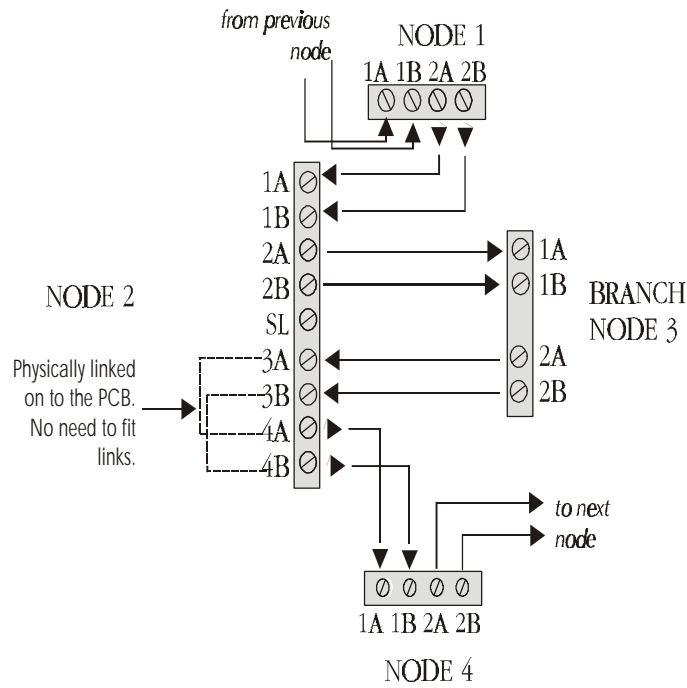 from previous
node
NODE 1
1A 1B 2A 2B
1A
1B
2A
2B
SL
3A
3B
4A
4B
NODE 2
Physically linked
on to the PCB.
No need to fit
links.
1A
1B
2A
2B
BRANCH
NODE 3
to next
node
1A 1B 2A 2B
NODE 4